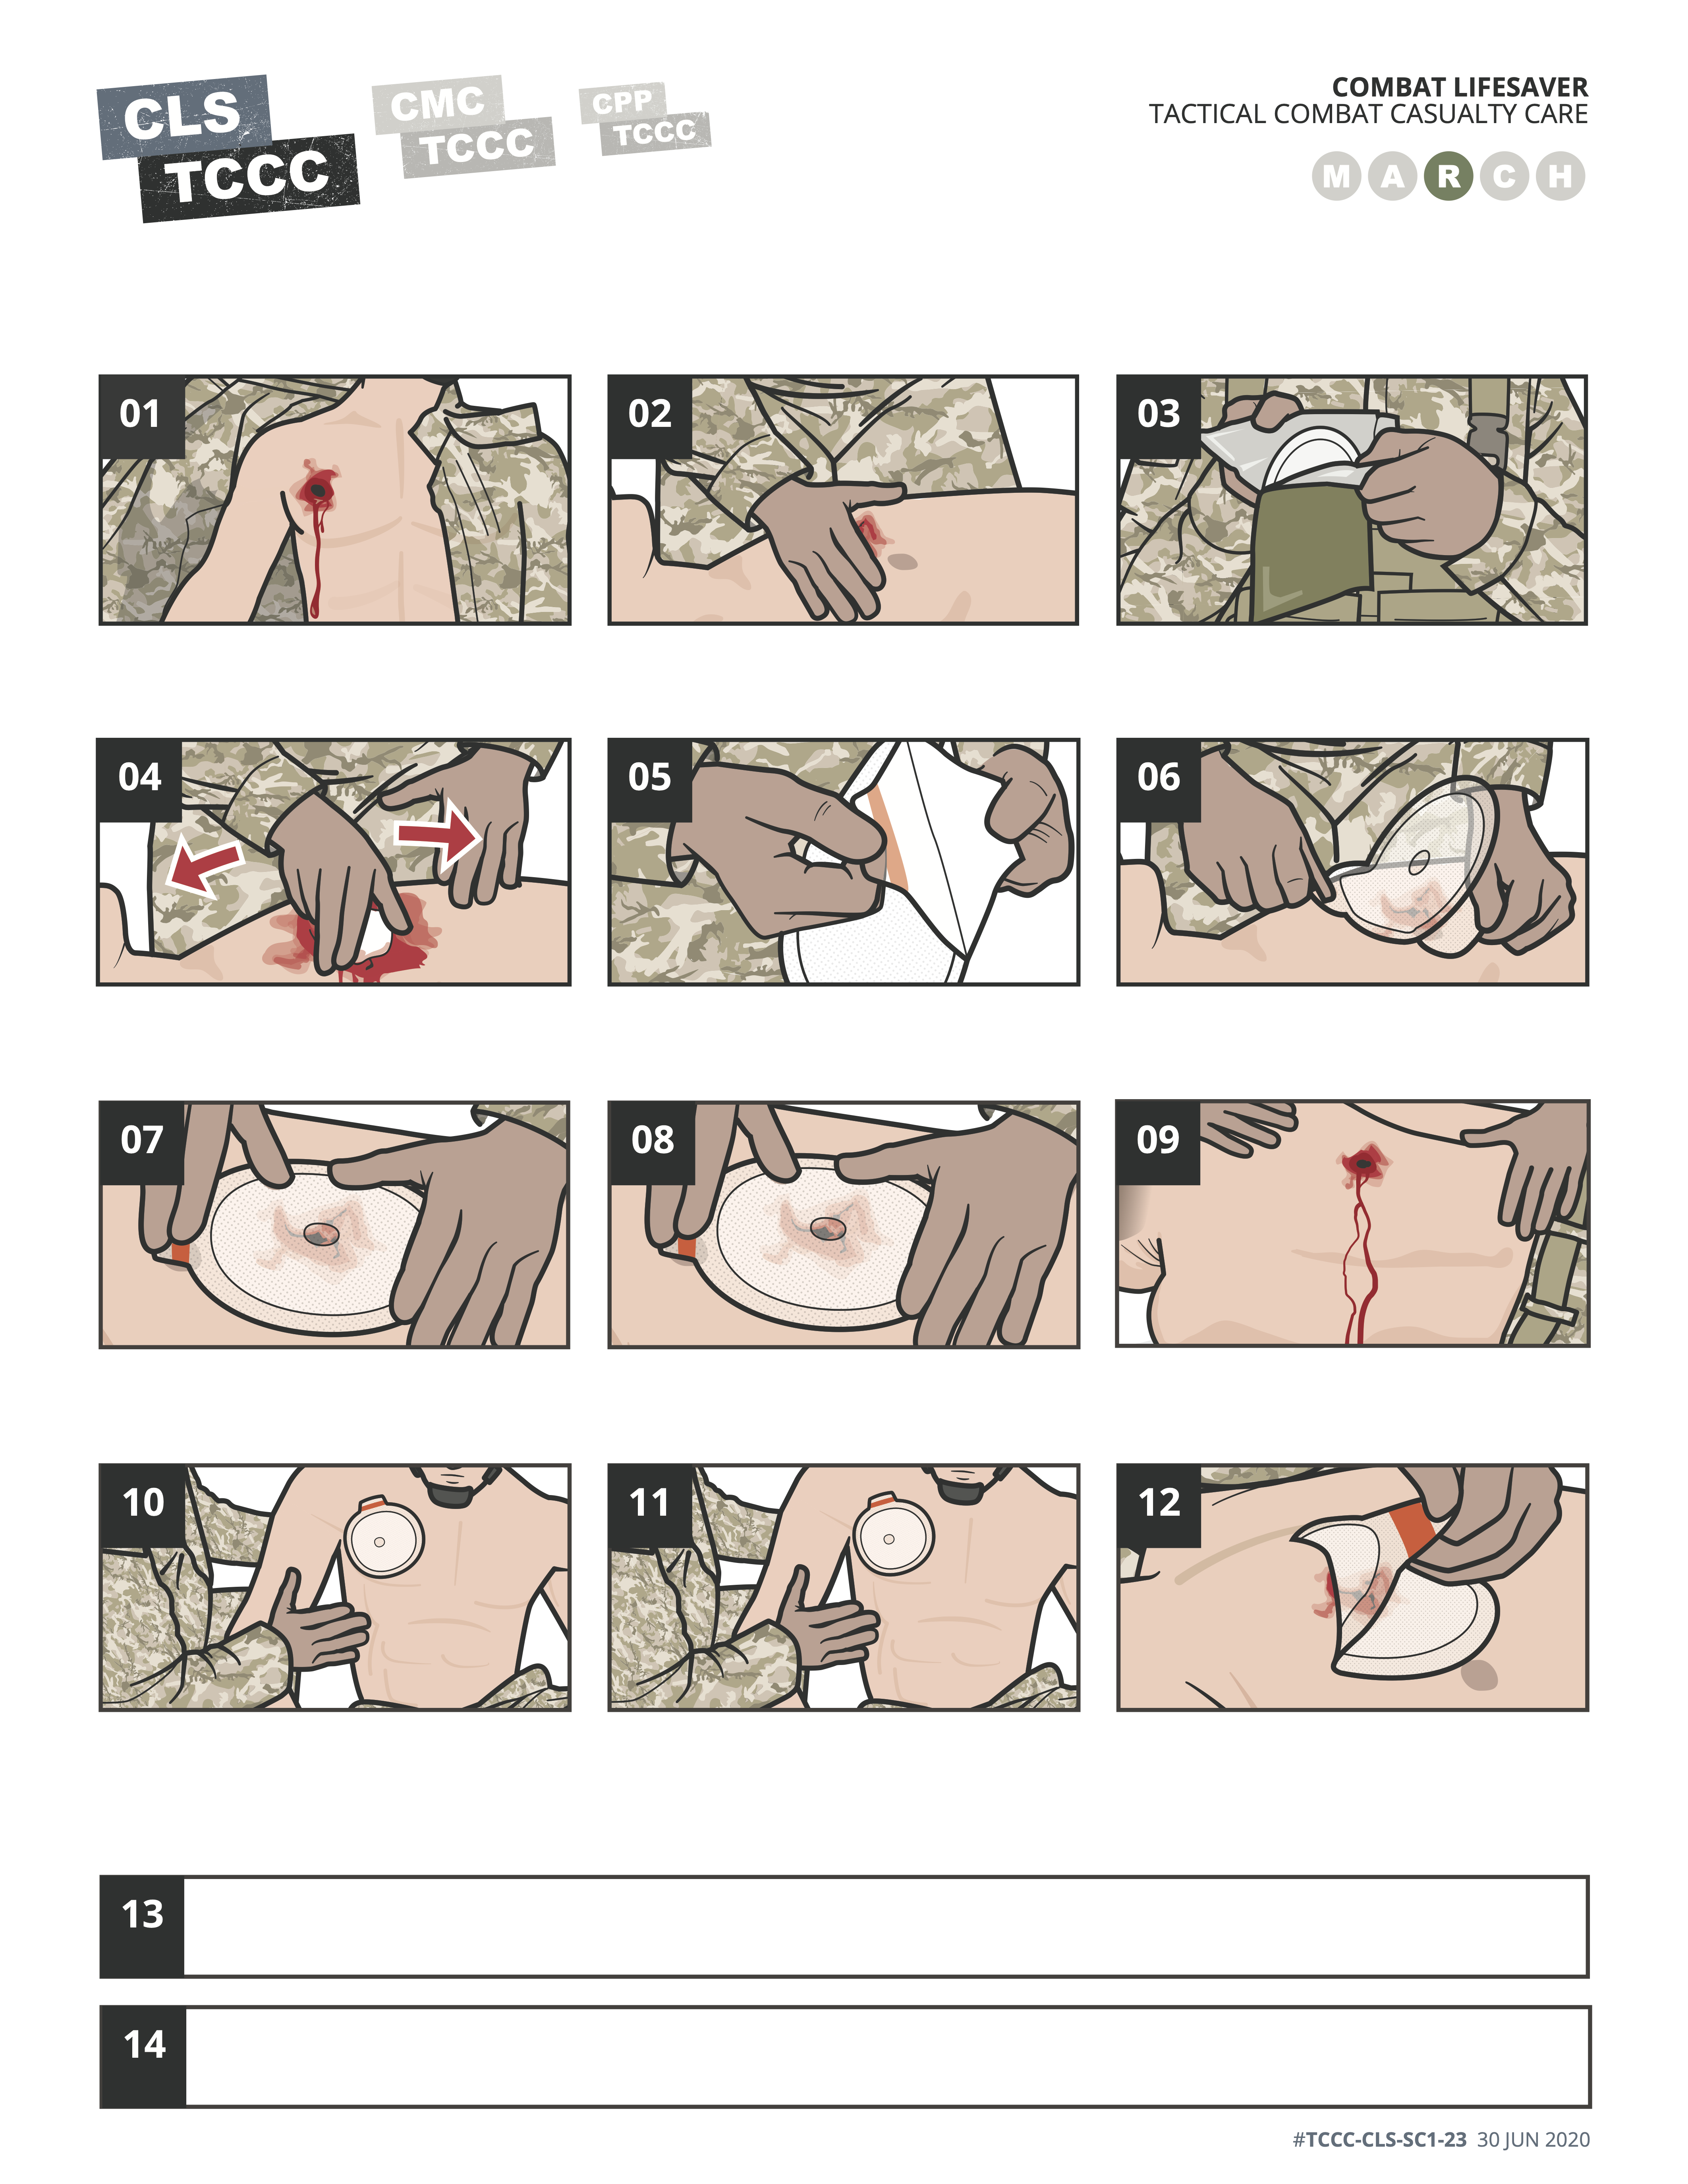 CLS
TCCC
CMC
TCCC
CPP
TCCC
COMBAT LIFESAVER
TACTICAL COMBAT CASUALTY CARE
M A R C H
01
02
03
04
05
06
07
08
09
10
11
12
13
14
#TCCC-CLS-SC1-23 30 JUN 2020